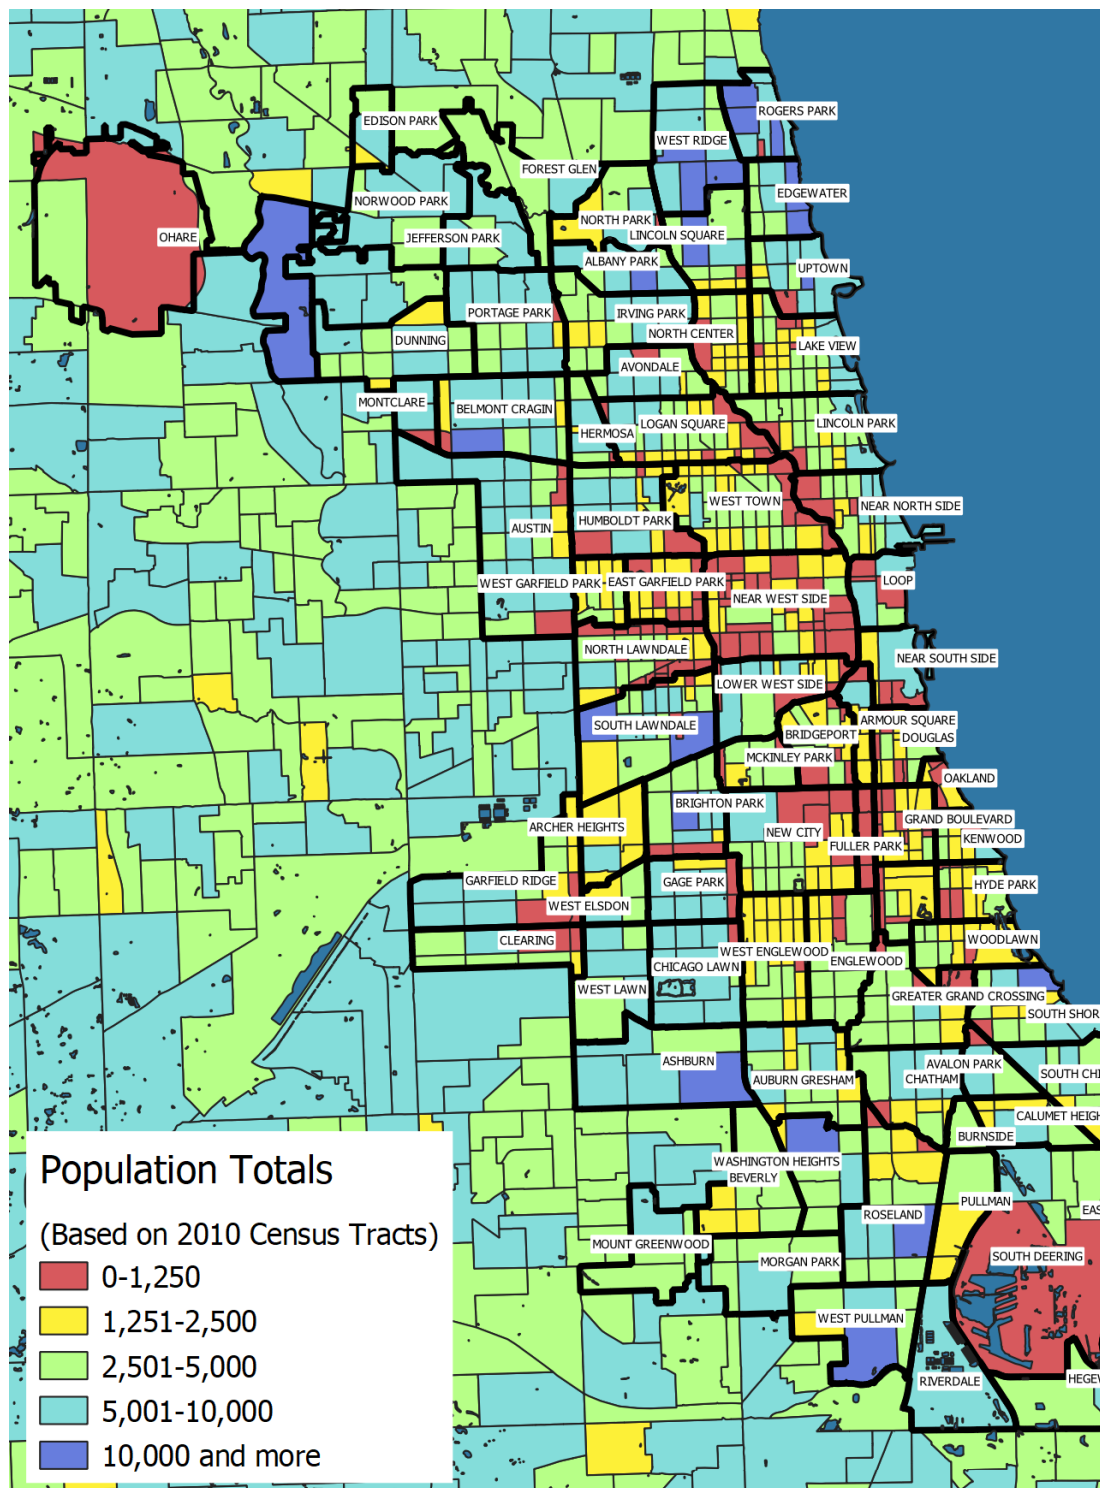 EDISON PARK
ROGERS PARK
WEST RIDGE
FOREST GLEN
EDGEWATER
NORWOOD PARK
NORTH PARK
OHARE
JEFFERSON PARK
LINCOLN SQUARE
ALBANY PARK
UPTOWN
PORTAGE PARK
IRVING PARK
NORTH CENTER
DUNNING
LAKE VIEW
AVONDALE
MONTCLARE
BELMONT CRAGIN
LOGAN SQUARE
LINCOLN PARK
HERMOSA
WEST TOWN
NEAR NORTH SIDE
HUMBOLDT PARK
AUSTIN
WEST GARFIELD PARK
EAST GARFIELD PARK
LOOP
NEAR WEST SIDE
NORTH LAWNDALE
NEAR SOUTH SIDE
LOWER WEST SIDE
SOUTH LAWNDALE
ARMOUR SQUARE
BRIDGEPORT
DOUGLAS
MCKINLEY PARK
OAKLAND
BRIGHTON PARK
ARCHER HEIGHTS
GRAND BOULEVARD
NEW CITY
KENWOOD
FULLER PARK
GARFIELD RIDGE
GAGE PARK
HYDE PARK
WEST ELSDON
CLEARING
WOODLAWN
WEST ENGLEWOOD
ENGLEWOOD
CHICAGO LAWN
WEST LAWN
GREATER GRAND CROSSING
SOUTH SHOR
ASHBURN
AVALON PARK
SOUTH CHI
AUBURN GRESHAM
CHATHAM
CALUMET HEIGH
BURNSIDE
WASHINGTON HEIGHTS
BEVERLY
PULLMAN
EAS
ROSELAND
MOUNT GREENWOOD
SOUTH DEERING
MORGAN PARK
WEST PULLMAN
RIVERDALE
HEGEW
Population Totals
(Based on 2010 Census Tracts)
0-1,250
1,251-2,500
2,501-5,000
5,001-10,000
10,000 and more